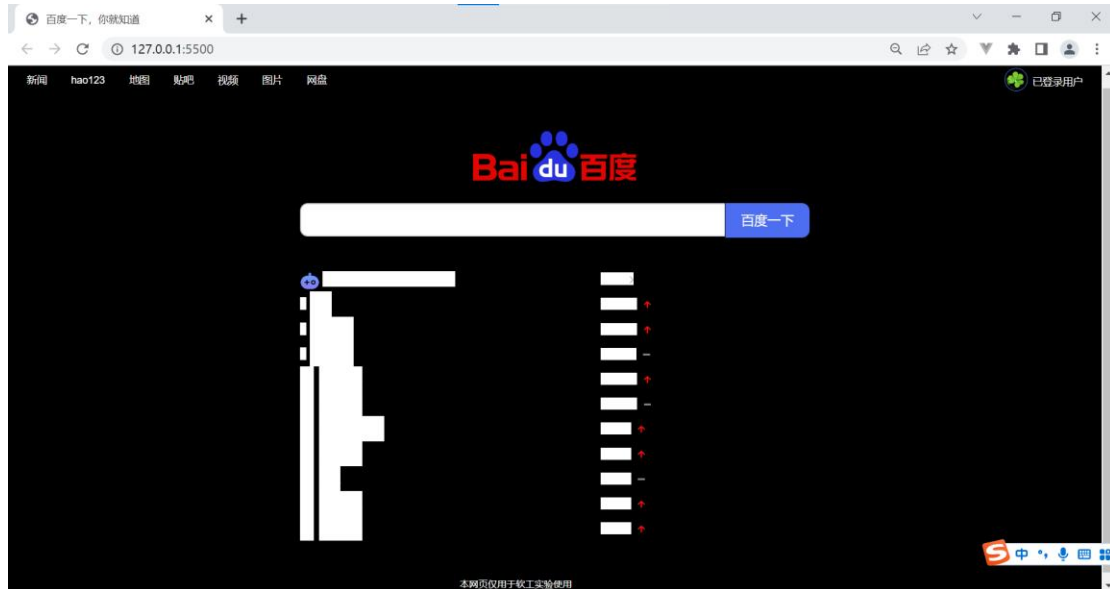 百度一下，你就知道
127.0.0.1:5500
新闻 hao123 地图 贴吧 视频 图片 网盘 已登录用户
Bai du 百度
百度一下
中
本网页仅用于软工实验使用